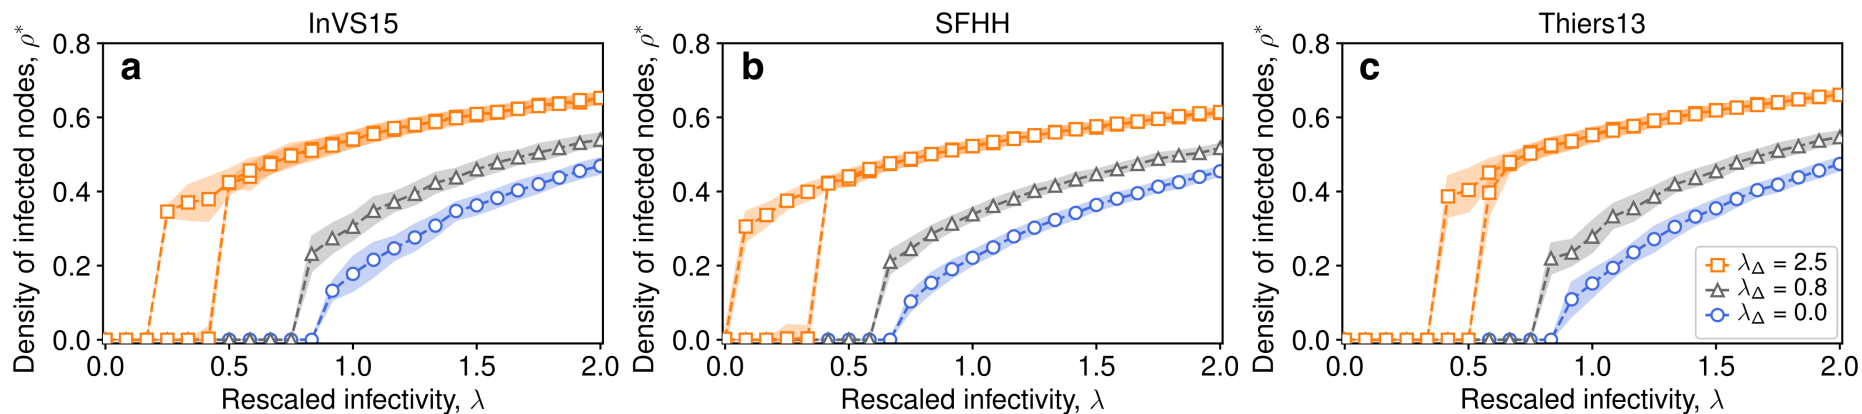 InVS15
a
Density of infected nodes, ρ*
0.8
0.6
0.4
0.2
0.0
0.0 0.5 1.0 1.5 2.0
Rescaled infectivity, λ
SFHH
b
Density of infected nodes, ρ*
0.8
0.6
0.4
0.2
0.0
0.0 0.5 1.0 1.5 2.0
Rescaled infectivity, λ
Thiers13
c
Density of infected nodes, ρ*
0.8
0.6
0.4
0.2
0.0
0.0 0.5 1.0 1.5 2.0
Rescaled infectivity, λ
λΔ = 2.5
λΔ = 0.8
λΔ = 0.0